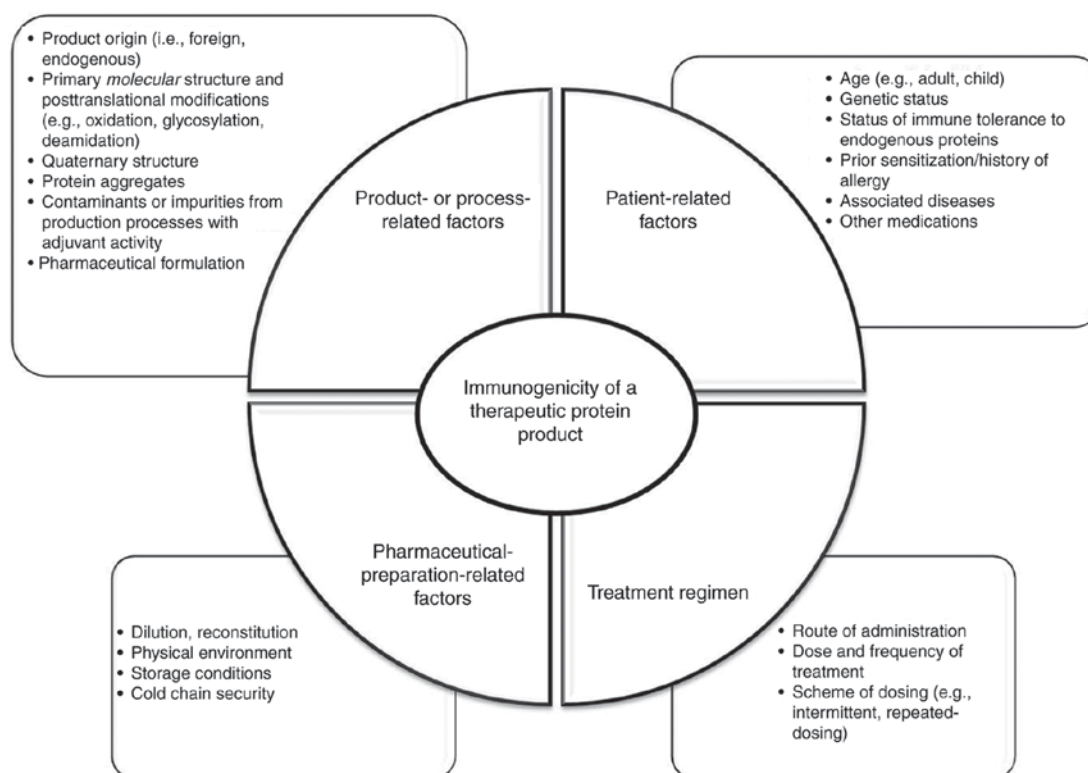 • Product origin (i.e., foreign,
endogenous)
• Primary molecular structure and
posttranslational modifications
(e.g., oxidation, glycosylation,
deamidation)
• Quaternary structure
• Protein aggregates
• Contaminants or impurities from
production processes with
adjuvant activity
• Pharmaceutical formulation
• Age (e.g., adult, child)
• Genetic status
• Status of immune tolerance to
endogenous proteins
• Prior sensitization/history of
allergy
• Associated diseases
• Other medications
Product- or process-
related factors
Patient-related
factors
Immunogenicity of a
therapeutic protein
product
Pharmaceutical-
preparation-related
factors
Treatment regimen
• Dilution, reconstitution
• Physical environment
• Storage conditions
• Cold chain security
• Route of administration
• Dose and frequency of
treatment
• Scheme of dosing (e.g.,
intermittent, repeated-
dosing)